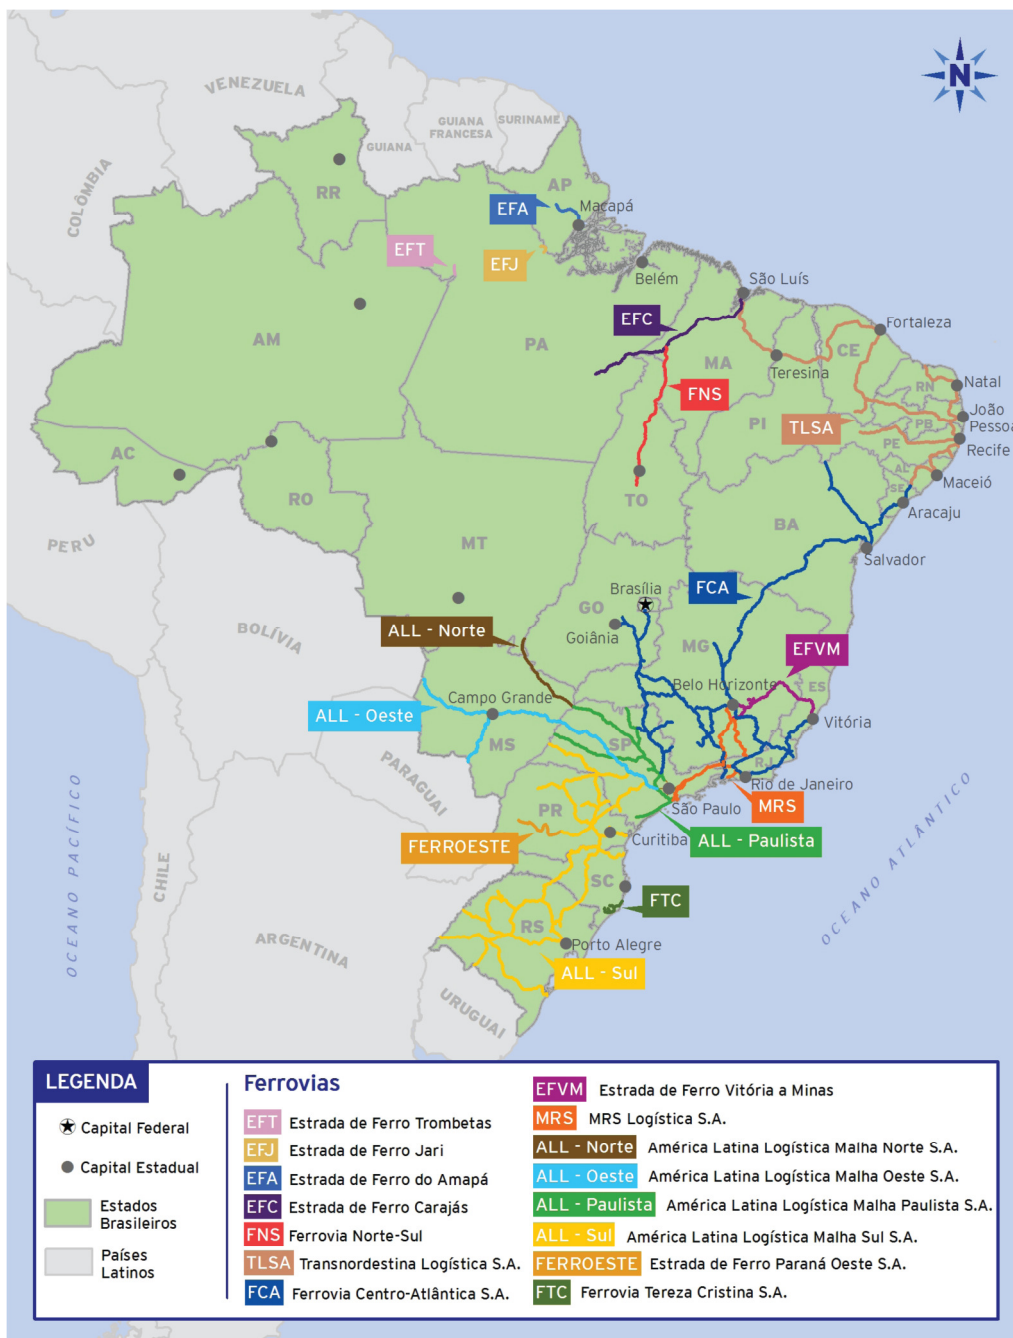 N
VENEZUELA
GUIANA
FRANCESA
SURINAME
GUIANA
COLÔMBIA
RR
AP
EFA
Macapá
EFT
EFJ
Belém
São Luís
EFC
Fortaleza
AM
PA
MA
CE
Teresina
RN
Natal
FNS
João
Pessoa
PI
TLSA
PB
PE
Recife
AC
AL
Maceió
RO
TO
SE
Aracaju
BA
PERU
MT
Salvador
Brasília
FCA
GO
Goiânia
BOLÍVIA
ALL - Norte
MG
EFVM
Belo Horizonte
ES
Campo Grande
ALL - Oeste
Vitória
MS
SP
RJ
PARAGUAI
Rio de Janeiro
São Paulo
MRS
PR
OCEANO PACÍFICO
OCEANO ATLÂNTICO
FERROESTE
Curitiba
ALL - Paulista
CHILE
SC
FTC
RS
ARGENTINA
Porto Alegre
ALL - Sul
URUGUAI
LEGENDA
Capital Federal
Capital Estadual
Estados
Brasileiros
Países
Latinos
Ferrovias
EFT Estrada de Ferro Trombetas
EFJ Estrada de Ferro Jari
EFA Estrada de Ferro do Amapá
EFC Estrada de Ferro Carajás
FNS Ferrovia Norte-Sul
TLSA Transnordestina Logística S.A.
FCA Ferrovia Centro-Atlântica S.A.
EFVM Estrada de Ferro Vitória a Minas
MRS MRS Logística S.A.
ALL - Norte América Latina Logística Malha Norte S.A.
ALL - Oeste América Latina Logística Malha Oeste S.A.
ALL - Paulista América Latina Logística Malha Paulista S.A.
ALL - Sul América Latina Logística Malha Sul S.A.
FERROESTE Estrada de Ferro Paraná Oeste S.A.
FTC Ferrovia Tereza Cristina S.A.